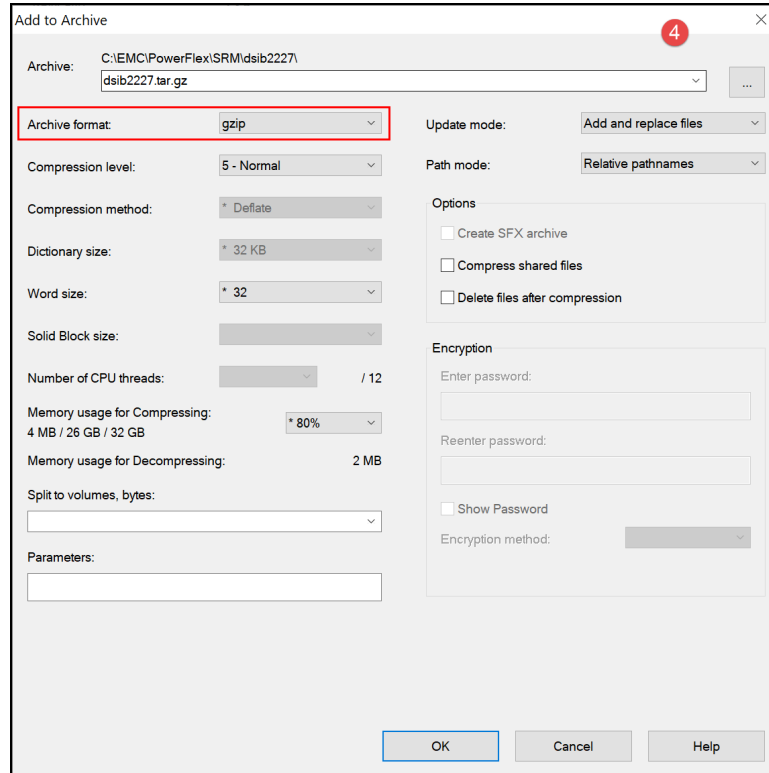 Add to Archive
4
Archive:
C:\EMC\PowerFlex\SRM\dsib2227\
dsib2227.tar.gz
...
Archive format:
gzip
Compression level:
5 - Normal
Compression method:
* Deflate
Dictionary size:
* 32 KB
Word size:
* 32
Solid Block size:
Number of CPU threads:
/ 12
Memory usage for Compressing:
4 MB / 26 GB / 32 GB
* 80%
Memory usage for Decompressing:
2 MB
Split to volumes, bytes:
Parameters:
Update mode:
Add and replace files
Path mode:
Relative pathnames
Options
Create SFX archive
Compress shared files
Delete files after compression
Encryption
Enter password:
Reenter password:
Show Password
Encryption method:
OK
Cancel
Help